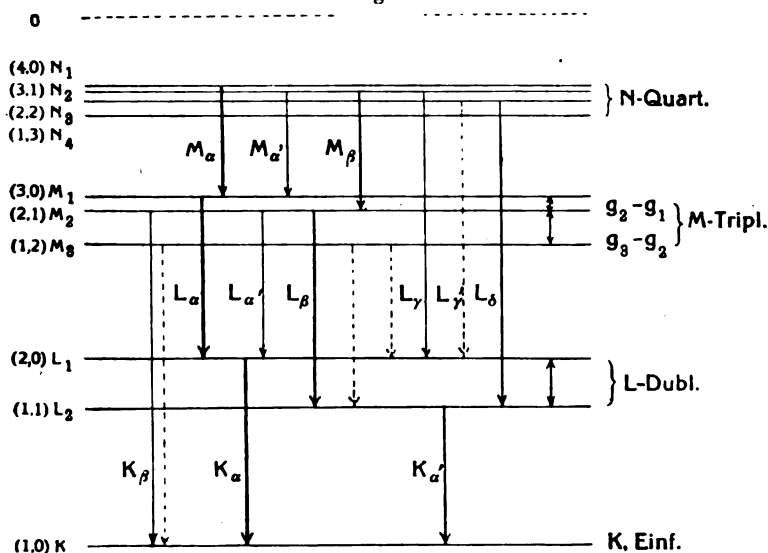 g
0
(4,0) N1
(3,1) N2
(2,2) N3
(1,3) N4
N-Quart.
Mα Mα' Mβ
(3,0) M1
(2,1) M2
(1,2) M3
g2-g1
g3-g2
M-Tripl.
Lα Lα' Lβ Lγ Lγ' Lδ
(2,0) L1
(1,1) L2
L-Dubl.
Kβ Kα Kα'
(1,0) K
K, Einf.